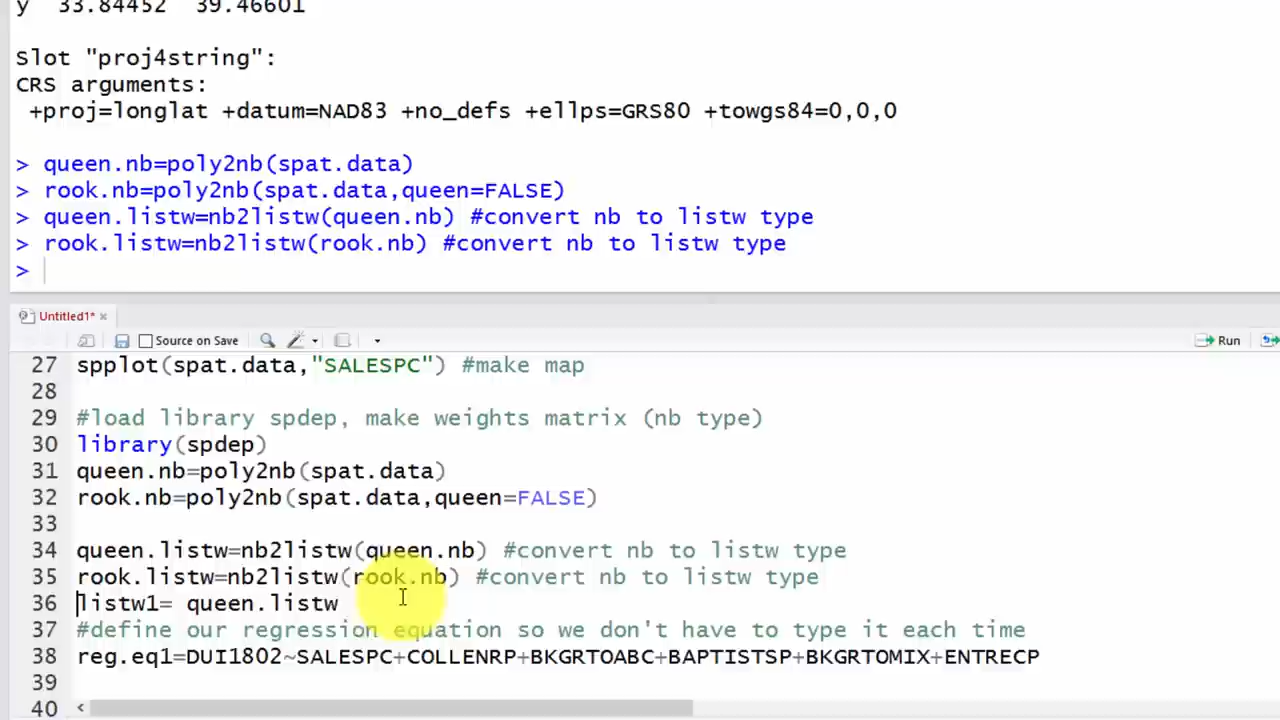 y  33.84452  39.46601
Slot "proj4string":
CRS arguments:
+proj=longlat +datum=NAD83 +no_defs +ellps=GRS80 +towgs84=0,0,0
> queen.nb=poly2nb(spat.data)
> rook.nb=poly2nb(spat.data,queen=FALSE)
> queen.listw=nb2listw(queen.nb) #convert nb to listw type
> rook.listw=nb2listw(rook.nb) #convert nb to listw type
>
Untitled1*
Source on Save
Run
27 spplot(spat.data,"SALESPC") #make map
28
29 #load library spdep, make weights matrix (nb type)
30 library(spdep)
31 queen.nb=poly2nb(spat.data)
32 rook.nb=poly2nb(spat.data,queen=FALSE)
33
34 queen.listw=nb2listw(queen.nb) #convert nb to listw type
35 rook.listw=nb2listw(rook.nb) #convert nb to listw type
36 listw1= queen.listw
37 #define our regression equation so we don't have to type it each time
38 reg.eq1=DUI1802~SALESPC+COLLENRP+BKGRTOABC+BAPTISTSP+BKGRTOMIX+ENTRECP
39
40